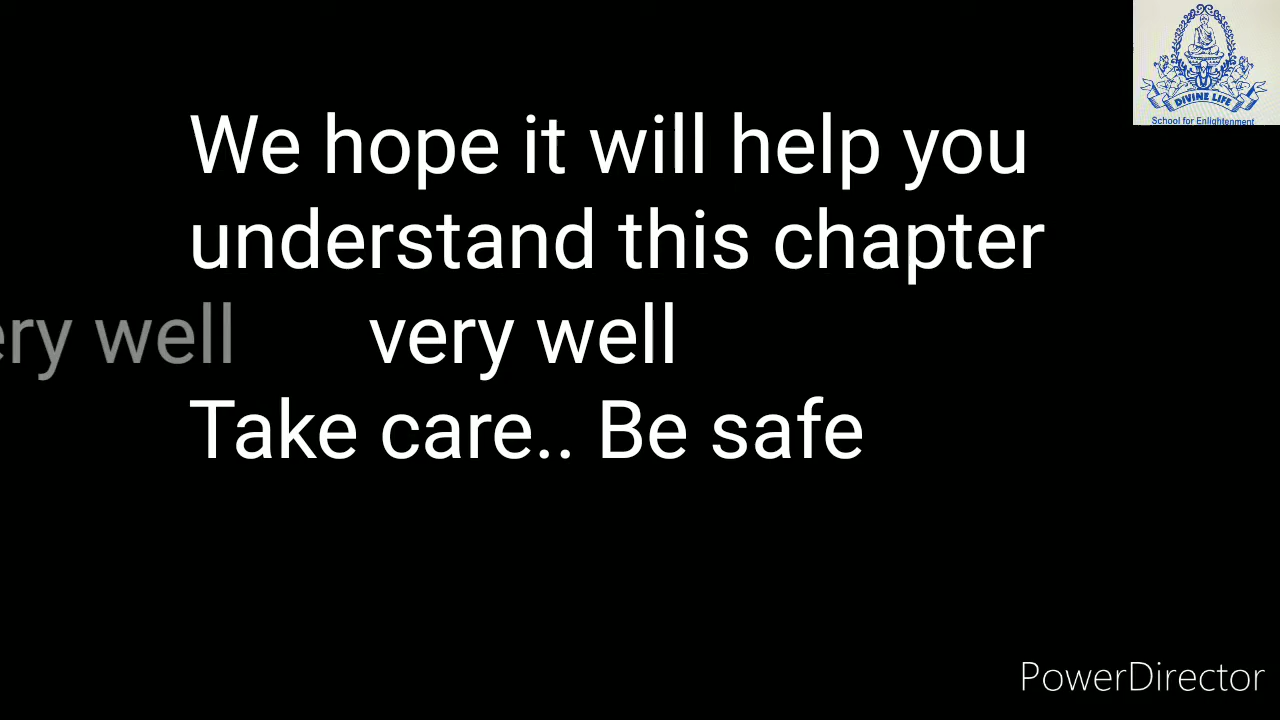 DIVINE LIFE
School for Enlightenment
We hope it will help you
understand this chapter
ery well very well
Take care.. Be safe
PowerDirector